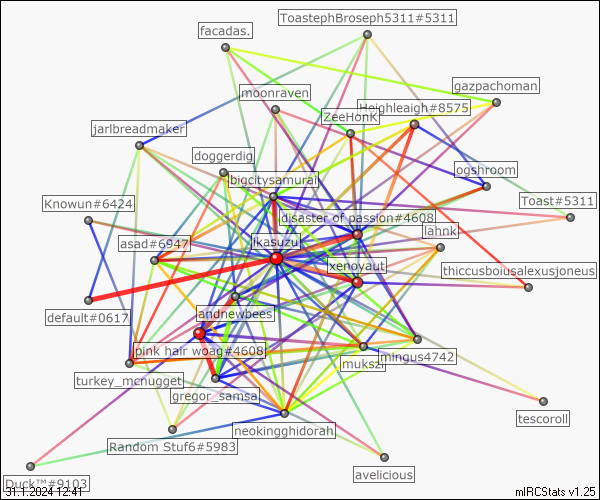 ToastephBroseph5311#5311
facadas.
gazpachoman
moonraven
Heighleigh#8575
ZeeHonK
jarlbreadmaker
doggerdig
ogshroom
bigcitysamurai
Toast#5311
Knowun#6424
disaster of passion#4608
lahnk
asad#6947
ikasuzu
xenoyaut
thiccusboiusalexusjoneus
default#0617
andnewbees
pink hair woag#4608
mingus4742
mukszi
turkey_mcnugget
gregor_samsa
tescoroll
neokingghidorah
Random Stuf6#5983
avelicious
Duck™#9103
31.1.2024 12:41
mIRCStats v1.25